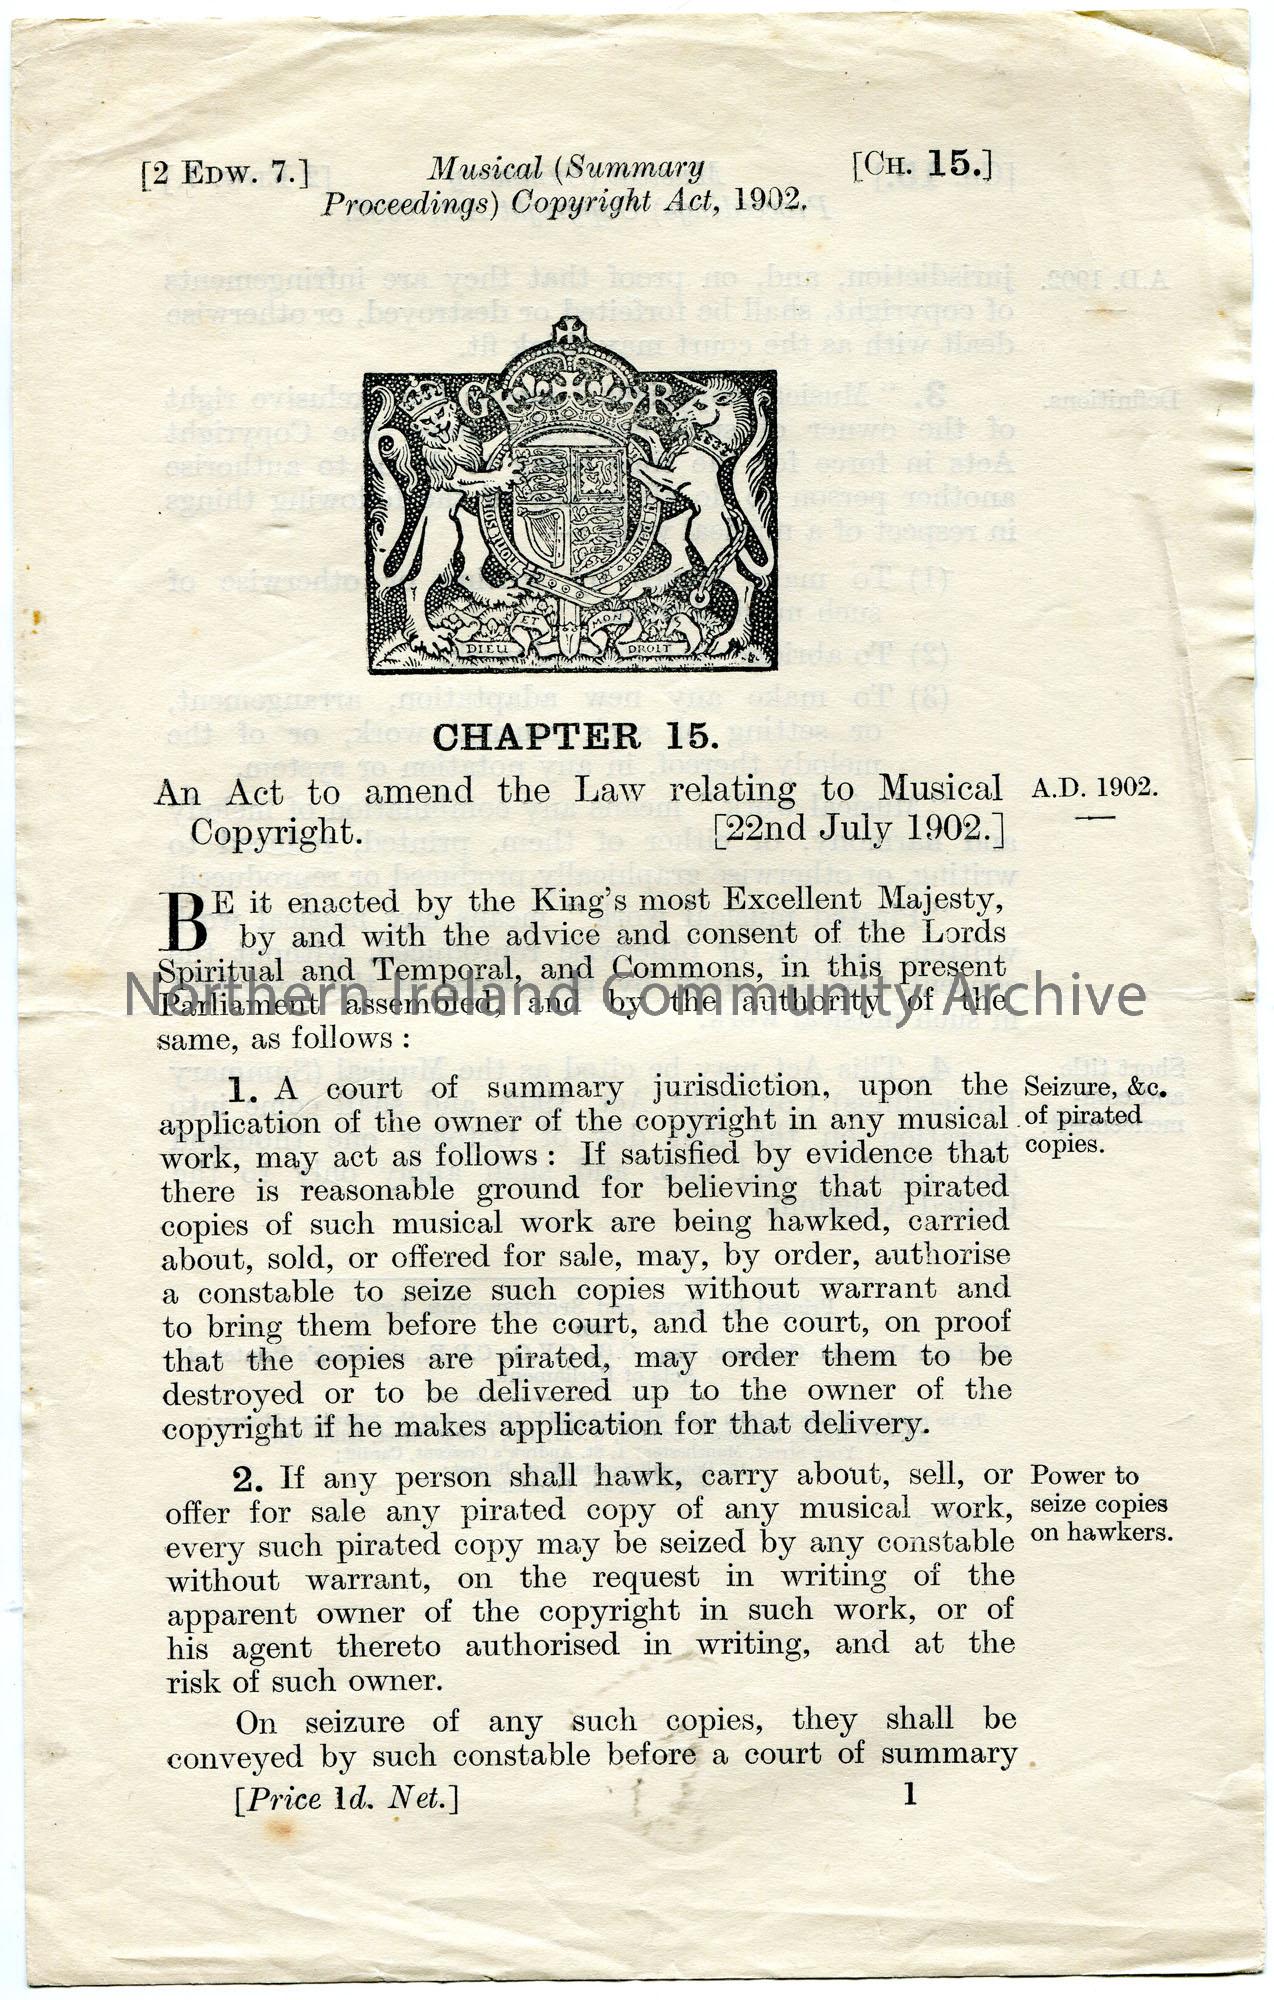 [2 EDW. 7.] Musical (Summary [CH. 15.]
Proceedings) Copyright Act, 1902.
G R
DIEU ET MON DROIT
CHAPTER 15.
An Act to amend the Law relating to Musical A.D. 1902.
Copyright. [22nd July 1902.]
BE it enacted by the King's most Excellent Majesty,
by and with the advice and consent of the Lords
Spiritual and Temporal, and Commons, in this present
Northern Ireland Community Archive
Parliament assembled, and by the authority of the
same, as follows :
1. A court of summary jurisdiction, upon the Seizure, &c.
application of the owner of the copyright in any musical of pirated
work, may act as follows : If satisfied by evidence that copies.
there is reasonable ground for believing that pirated
copies of such musical work are being hawked, carried
about, sold, or offered for sale, may, by order, authorise
a constable to seize such copies without warrant and
to bring them before the court, and the court, on proof
that the copies are pirated, may order them to be
destroyed or to be delivered up to the owner of the
copyright if he makes application for that delivery.
2. If any person shall hawk, carry about, sell, or Power to
offer for sale any pirated copy of any musical work, seize copies
every such pirated copy may be seized by any constable on hawkers.
without warrant, on the request in writing of the
apparent owner of the copyright in such work, or of
his agent thereto authorised in writing, and at the
risk of such owner.
On seizure of any such copies, they shall be
conveyed by such constable before a court of summary
[Price 1d. Net.] 1